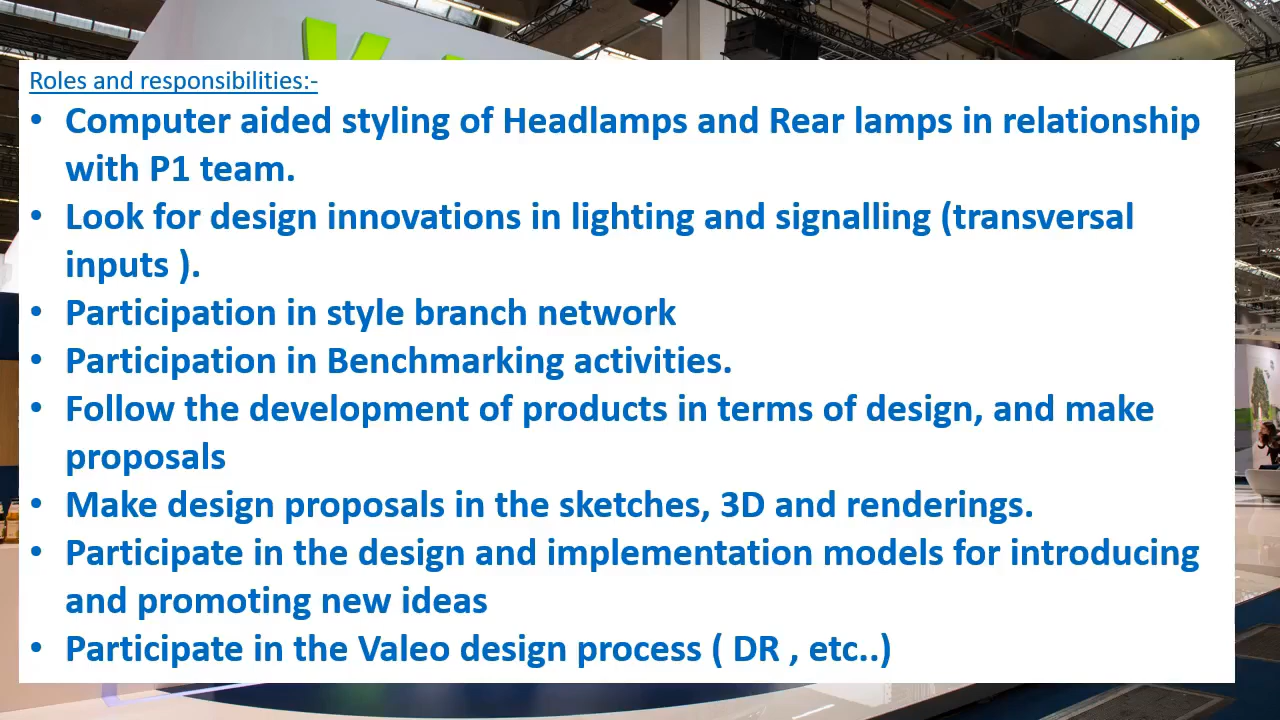 Roles and responsibilities:-
• Computer aided styling of Headlamps and Rear lamps in relationship
with P1 team.
• Look for design innovations in lighting and signalling (transversal
inputs ).
• Participation in style branch network
• Participation in Benchmarking activities.
• Follow the development of products in terms of design, and make
proposals
• Make design proposals in the sketches, 3D and renderings.
• Participate in the design and implementation models for introducing
and promoting new ideas
• Participate in the Valeo design process ( DR , etc..)